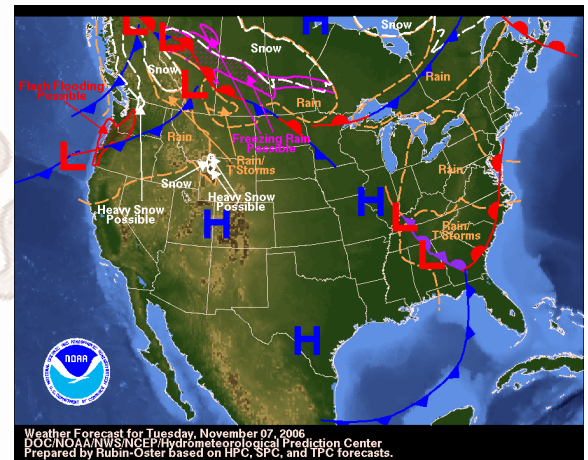 H
Snow
L
L
Snow
Snow
L
Rain
Flash Flooding
Possible
Rain
Rain
Freezing Rain
Possible
L
Rain/
T'Storms
Rain
Snow
Heavy Snow
Possible
Heavy Snow
Possible
H
H
L
Rain/
T'Storms
L
H
NOAA
Weather Forecast for Tuesday, November 07, 2006
DOC/NOAA/NWS/NCEP/Hydrometeorological Prediction Center
Prepared by Rubin-Oster based on HPC, SPC, and TPC forecasts.